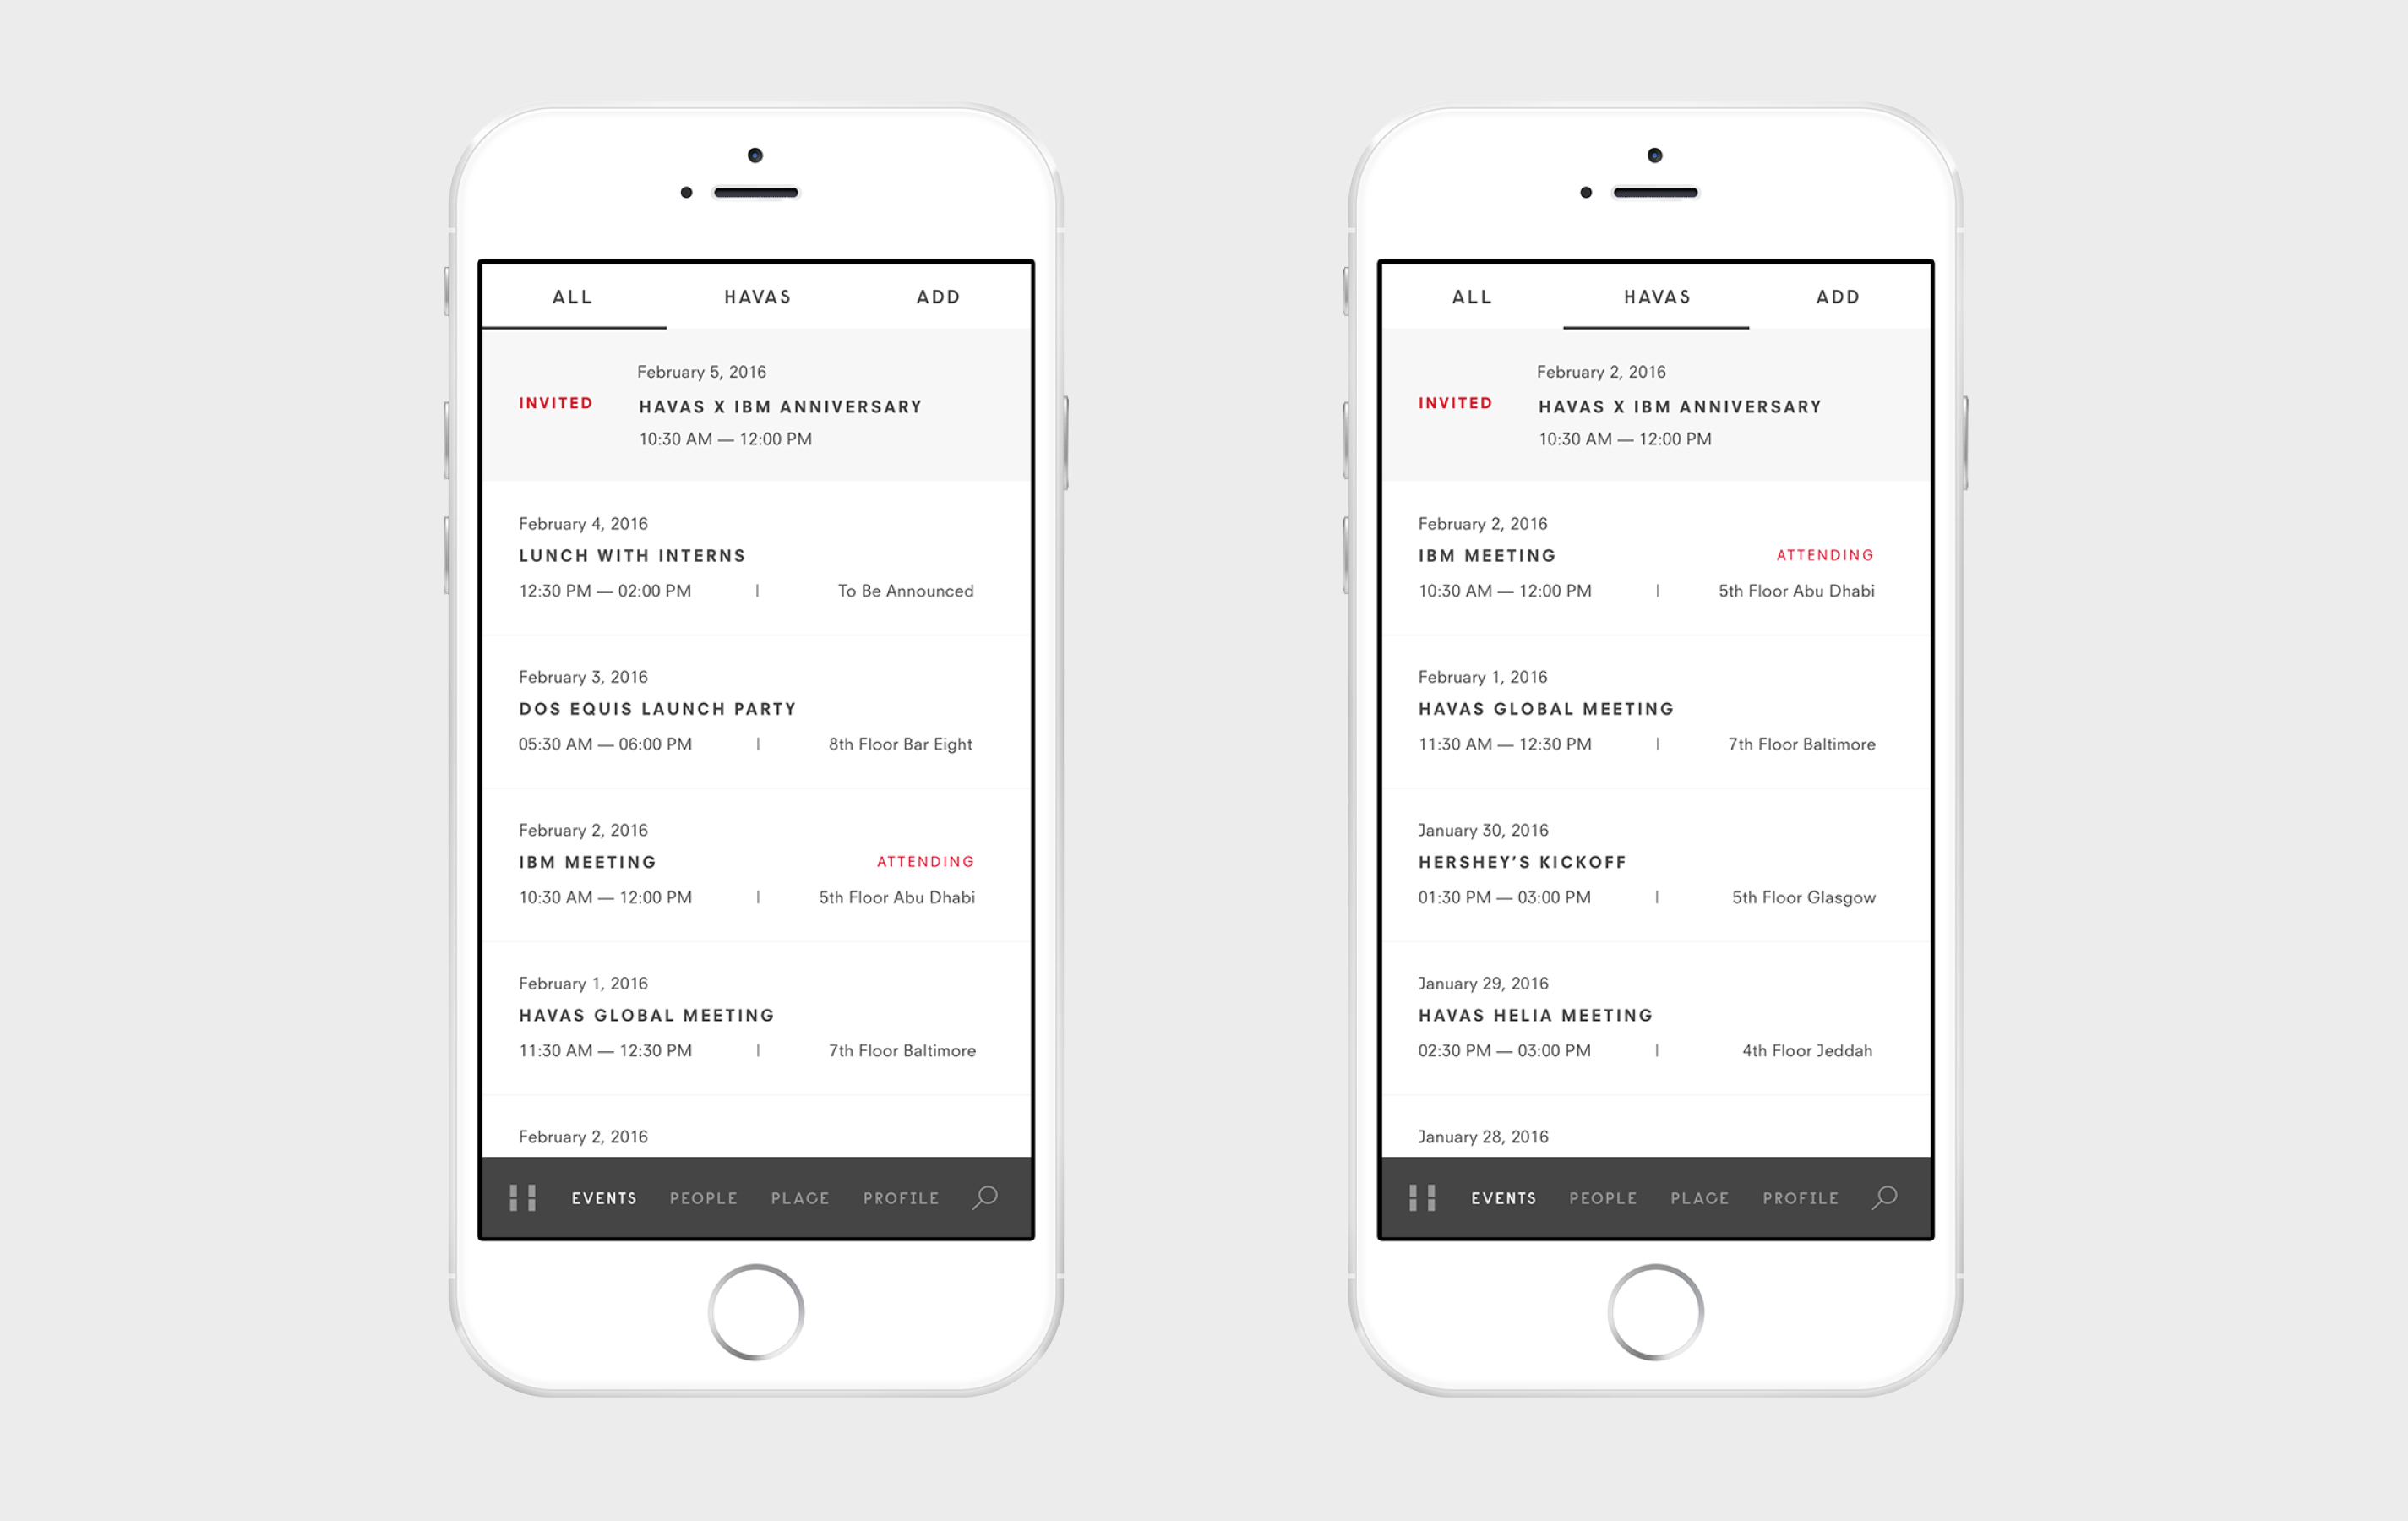 ALL HAVAS ADD
February 5, 2016
INVITED
HAVAS X IBM ANNIVERSARY
10:30 AM — 12:00 PM
February 4, 2016
LUNCH WITH INTERNS
12:30 PM — 02:00 PM | To Be Announced
February 3, 2016
DOS EQUIS LAUNCH PARTY
05:30 AM — 06:00 PM | 8th Floor Bar Eight
February 2, 2016
IBM MEETING ATTENDING
10:30 AM — 12:00 PM | 5th Floor Abu Dhabi
February 1, 2016
HAVAS GLOBAL MEETING
11:30 AM — 12:30 PM | 7th Floor Baltimore
February 2, 2016
EVENTS PEOPLE PLACE PROFILE
ALL HAVAS ADD
February 2, 2016
INVITED
HAVAS X IBM ANNIVERSARY
10:30 AM — 12:00 PM
February 2, 2016
IBM MEETING ATTENDING
10:30 AM — 12:00 PM | 5th Floor Abu Dhabi
February 1, 2016
HAVAS GLOBAL MEETING
11:30 AM — 12:30 PM | 7th Floor Baltimore
January 30, 2016
HERSHEY’S KICKOFF
01:30 PM — 03:00 PM | 5th Floor Glasgow
January 29, 2016
HAVAS HELIA MEETING
02:30 PM — 03:00 PM | 4th Floor Jeddah
January 28, 2016
EVENTS PEOPLE PLACE PROFILE